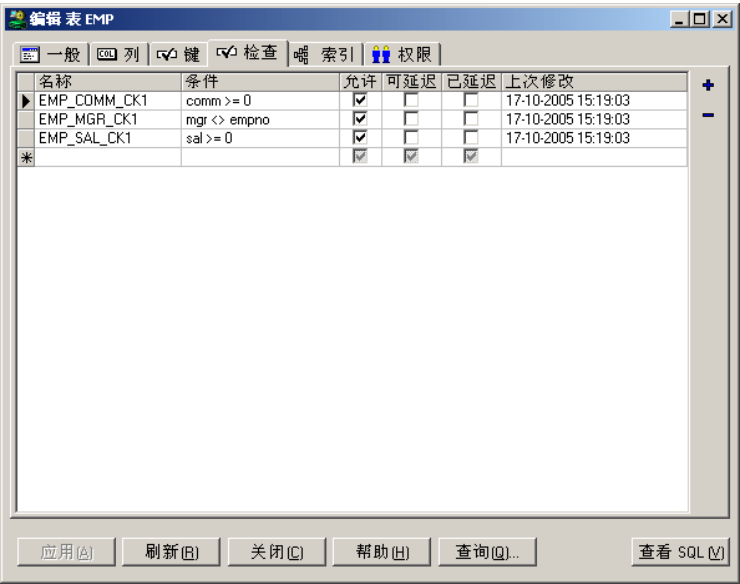 编辑 表 EMP
一般 COL 列 键 检查 索引 权限
名称 条件 允许 可延迟 已延迟 上次修改
EMP_COMM_CK1 comm >= 0 17-10-2005 15:19:03
EMP_MGR_CK1 mgr <> empno 17-10-2005 15:19:03
EMP_SAL_CK1 sal >= 0 17-10-2005 15:19:03
应用(A) 刷新(R) 关闭(C) 帮助(H) 查询(Q)... 查看 SQL(V)